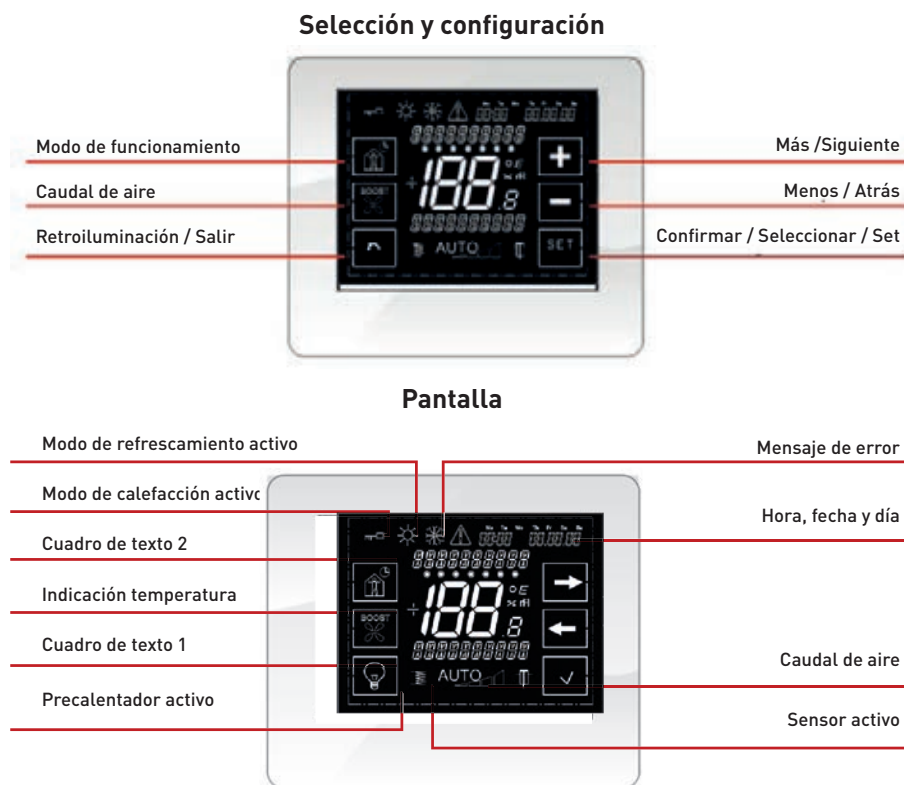 Selección y configuración
Modo de funcionamiento
Caudal de aire
Retroiluminación / Salir
Más /Siguiente
Menos / Atrás
Confirmar / Seleccionar / Set
BOOST
AUTO
SET
Pantalla
Modo de refrescamiento activo
Modo de calefacción activo
Cuadro de texto 2
Indicación temperatura
Cuadro de texto 1
Precalentador activo
Mensaje de error
Hora, fecha y día
Caudal de aire
Sensor activo
BOOST
188
.8
AUTO